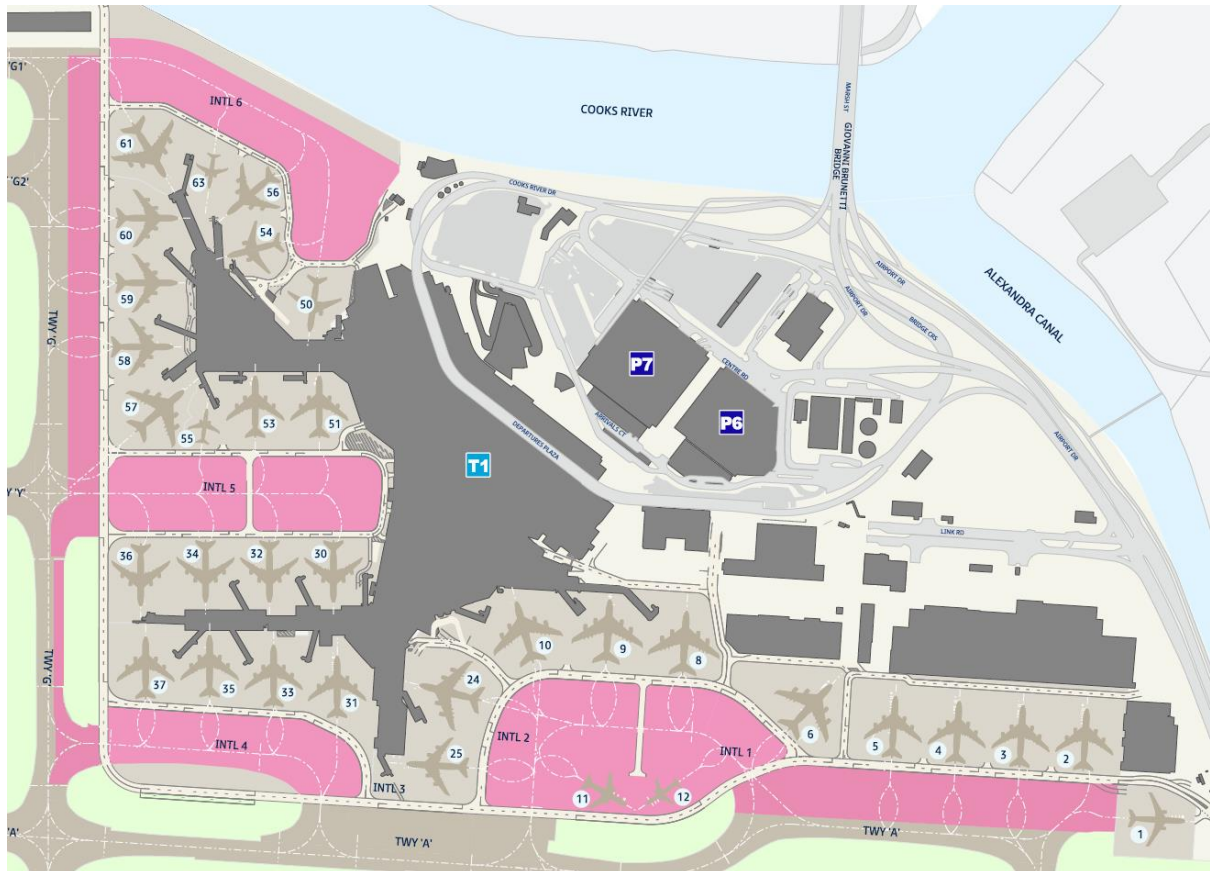 'G1'
INTL 6
COOKS RIVER
MARSH ST
GIOVANNI BRUNETTI
BRIDGE
61
63
56
'G2'
COOKS RIVER DR
60
54
AIRPORT DR
ALEXANDRA CANAL
59
50
AIRPORT DR
BRIDGE CRS
TWY 'G'
58
P7
CENTRE RD
57
55
53
51
P6
ARRIVALS CT
DEPARTURES PLAZA
AIRPORT DR
T1
INTL 5
Y 'Y'
LINK RD
36
34
32
30
10
9
8
TWY 'G'
37
35
33
31
24
6
INTL 4
INTL 2
INTL 1
5
4
3
2
25
INTL 3
11
12
'A'
TWY 'A'
TWY 'A'
1